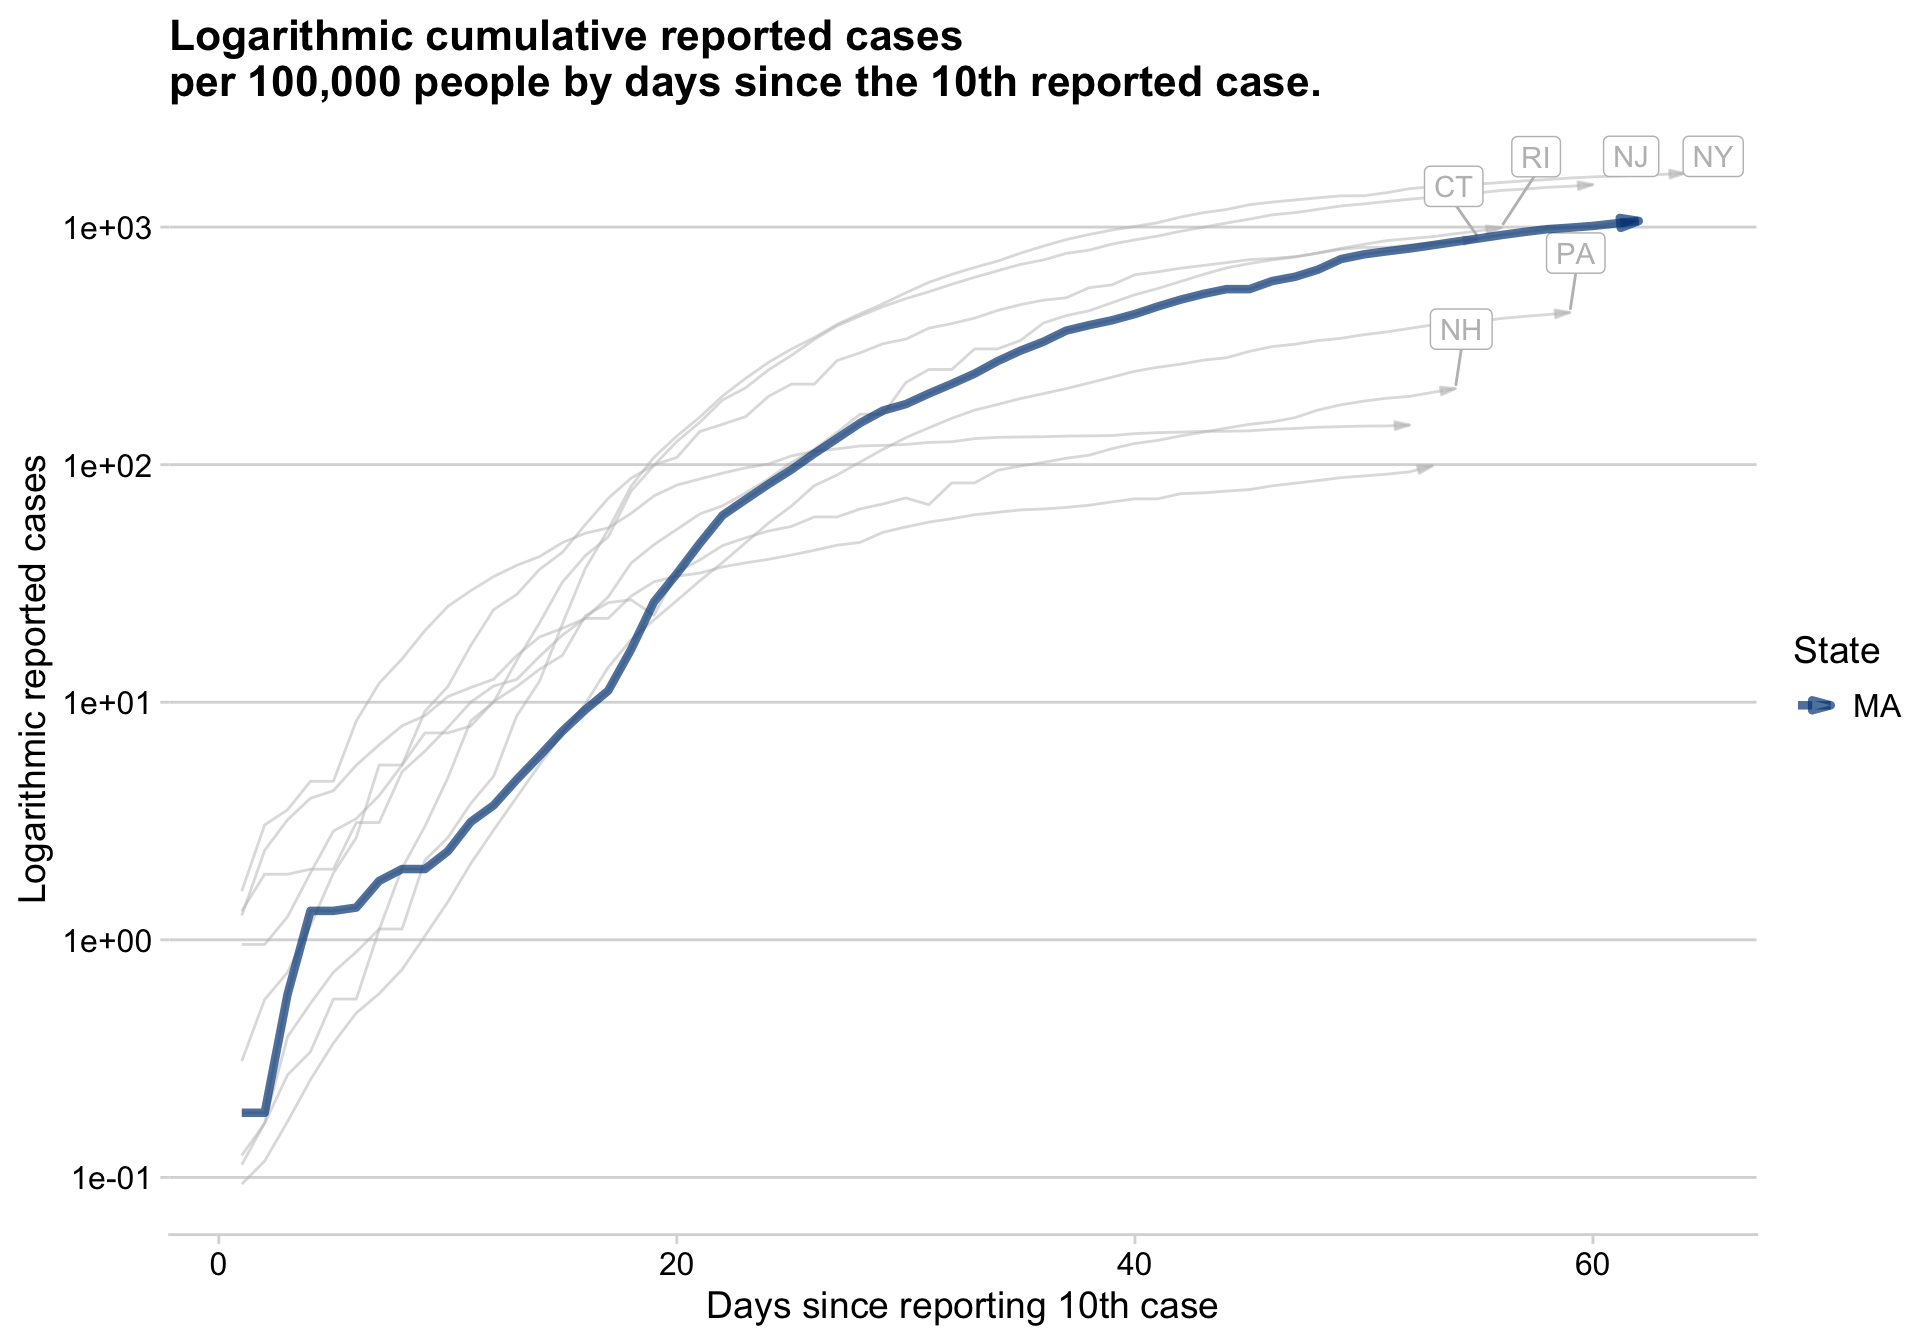 Logarithmic cumulative reported cases
per 100,000 people by days since the 10th reported case.
RI
NJ
NY
CT
1e+03
PA
NH
1e+02
Logarithmic reported cases
State
1e+01
MA
1e+00
1e-01
0
20
40
60
Days since reporting 10th case